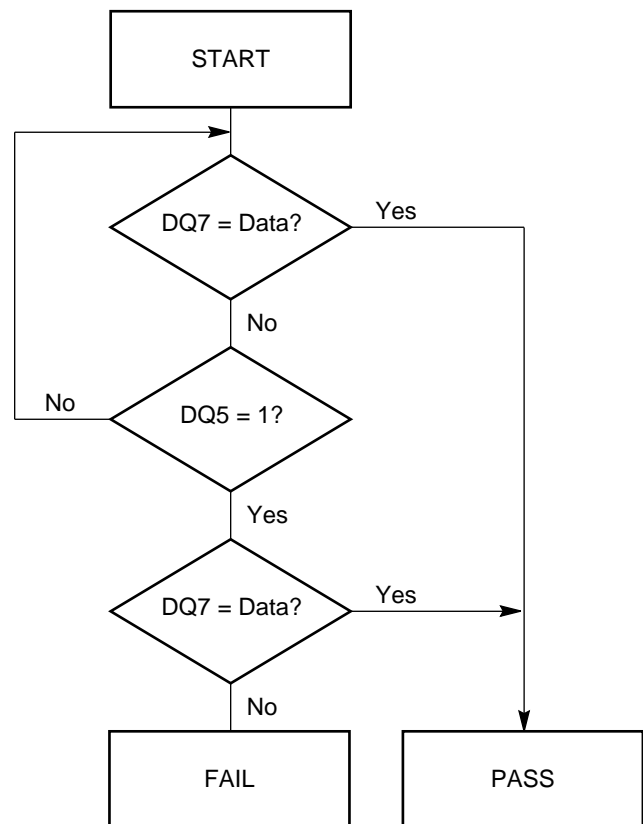 START
DQ7 = Data?
Yes
No
No
DQ5 = 1?
Yes
DQ7 = Data?
Yes
No
FAIL
PASS